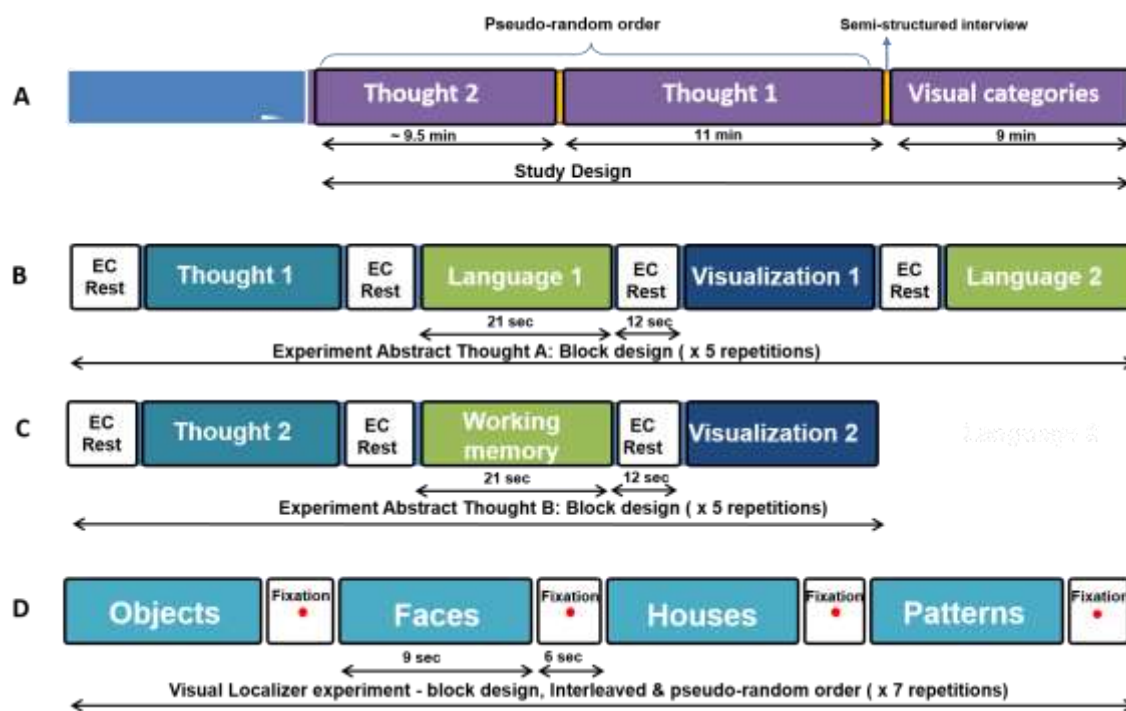 Pseudo-random order
Semi-structured interview
A
Thought 2
Thought 1
Visual categories
~ 9.5 min
11 min
9 min
Study Design
B
EC Rest
Thought 1
EC Rest
Language 1
EC Rest
Visualization 1
EC Rest
Language 2
21 sec
12 sec
Experiment Abstract Thought A: Block design ( x 5 repetitions)
C
EC Rest
Thought 2
EC Rest
Working memory
EC Rest
Visualization 2
21 sec
12 sec
Experiment Abstract Thought B: Block design ( x 5 repetitions)
D
Objects
Fixation
Faces
Fixation
Houses
Fixation
Patterns
Fixation
9 sec
6 sec
Visual Localizer experiment - block design, Interleaved & pseudo-random order ( x 7 repetitions)